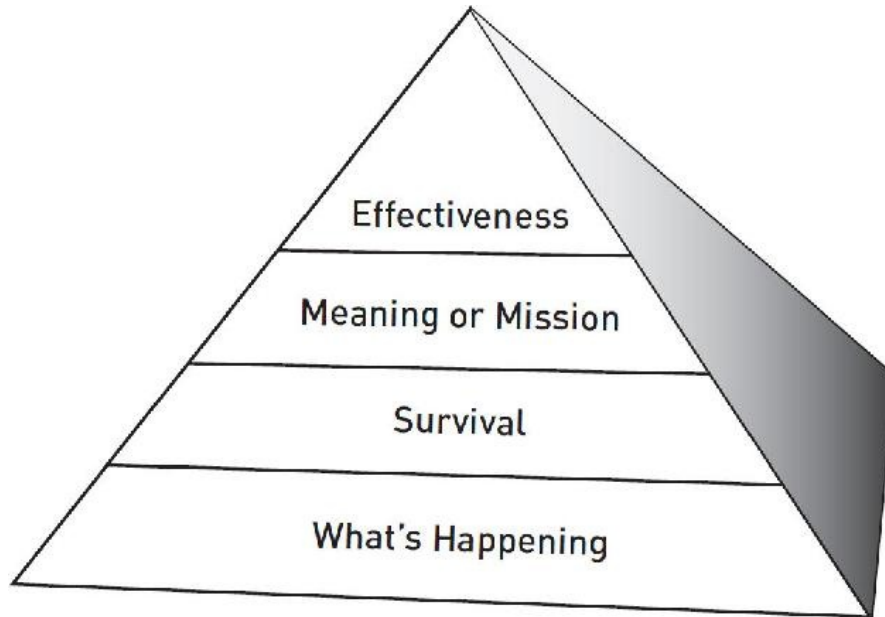 Effectiveness
Meaning or Mission
Survival
What's Happening